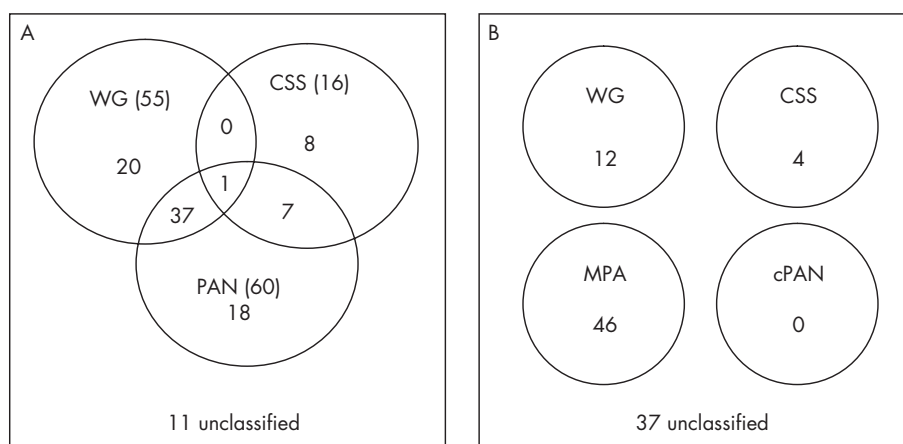 A
WG (55)
CSS (16)
0
8
20
1
37
7
PAN (60)
18
11 unclassified
B
WG
12
CSS
4
MPA
46
cPAN
0
37 unclassified